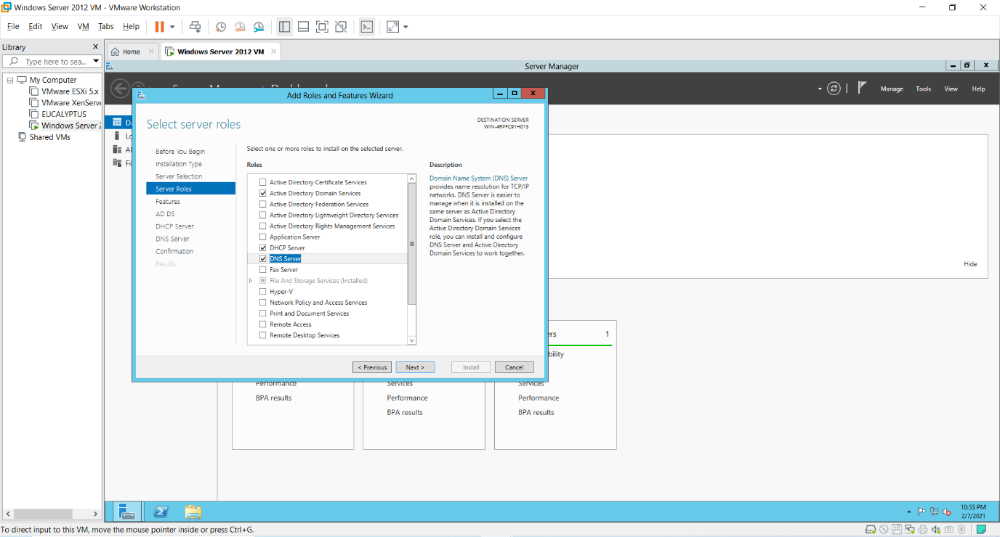 Windows Server 2012 VM - VMware Workstation
File Edit View VM Tabs Help
Library
Type here to sea...
My Computer
VMware ESXi 5.x
VMware XenServe
EUCALYPTUS
Windows Server 2
Shared VMs
Home
Windows Server 2012 VM
Server Manager
Manage Tools View Help
Add Roles and Features Wizard
Select server roles
DESTINATION SERVER
WIN-4RPFC91H013
Before You Begin
Installation Type
Server Selection
Server Roles
Features
AD DS
DHCP Server
DNS Server
Confirmation
Results
Select one or more roles to install on the selected server.
Roles
Active Directory Certificate Services
Active Directory Domain Services
Active Directory Federation Services
Active Directory Lightweight Directory Services
Active Directory Rights Management Services
Application Server
DHCP Server
DNS Server
Fax Server
File And Storage Services (Installed)
Hyper-V
Network Policy and Access Services
Print and Document Services
Remote Access
Remote Desktop Services
Description
Domain Name System (DNS) Server
provides name resolution for TCP/IP
networks. DNS Server is easier to
manage when it is installed on the
same server as Active Directory
Domain Services. If you select the
Active Directory Domain Services
role, you can install and configure
DNS Server and Active Directory
Domain Services to work together.
< Previous Next > Install Cancel
Hide
ers 1
bility
Performance
BPA results
Services
Performance
BPA results
Services
Performance
BPA results
10:55 PM
2/7/2021
To direct input to this VM, move the mouse pointer inside or press Ctrl+G.